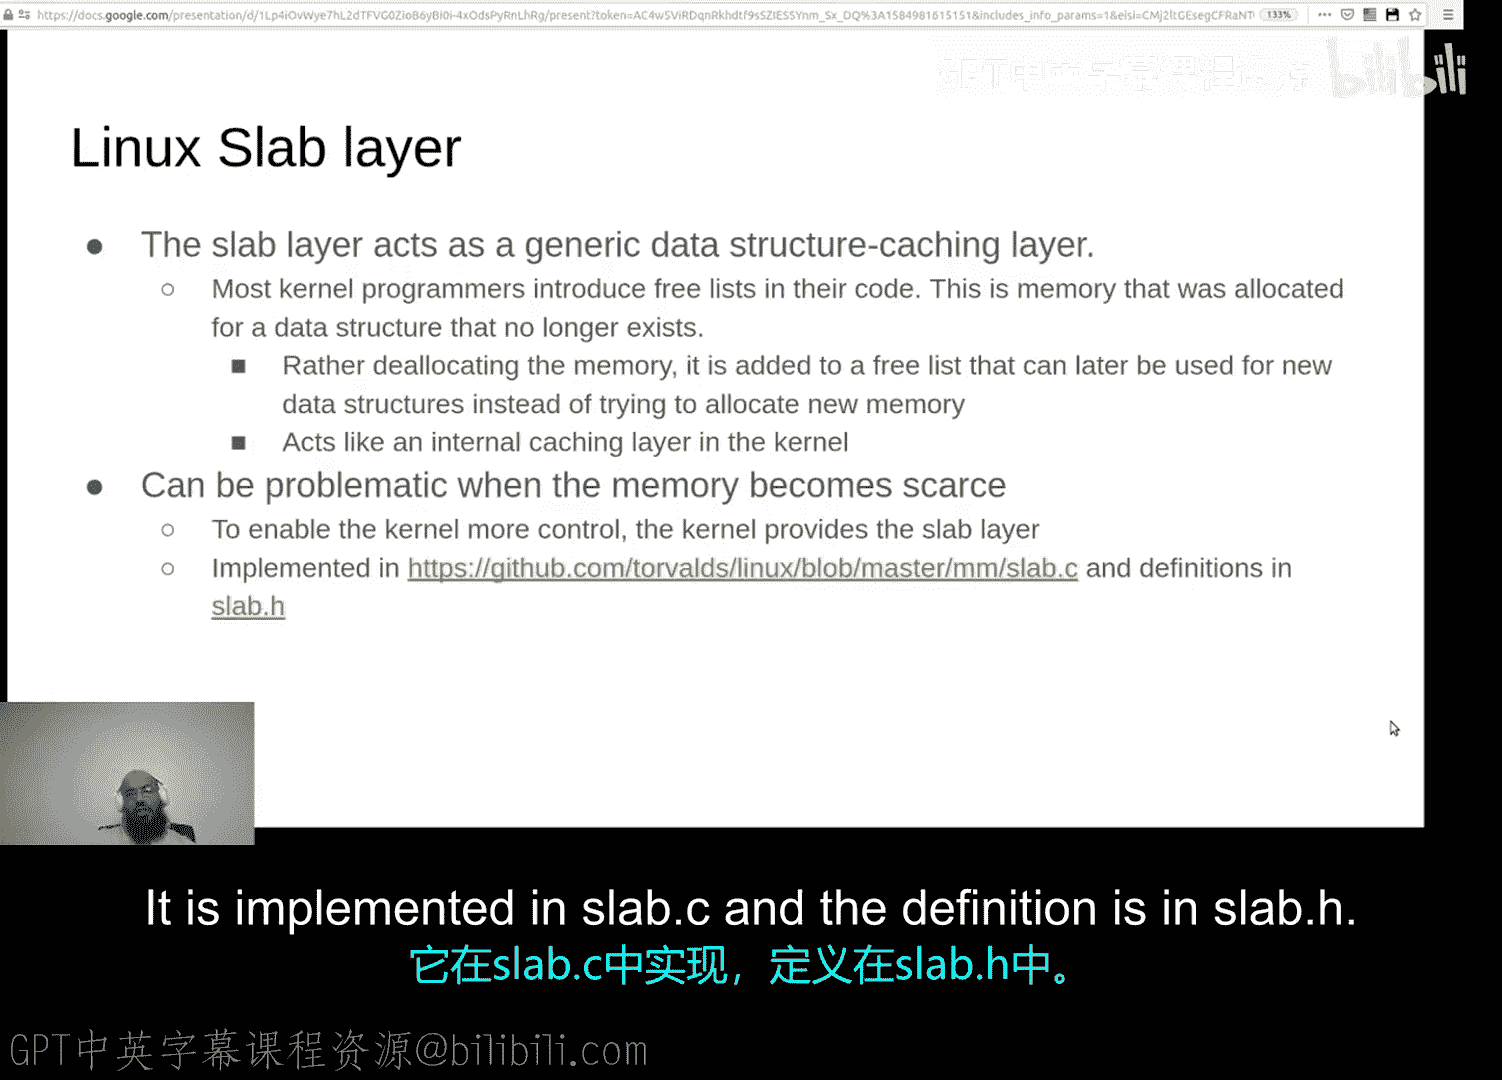 133%
Linux Slab layer
● The slab layer acts as a generic data structure-caching layer.
○ Most kernel programmers introduce free lists in their code. This is memory that was allocated
for a data structure that no longer exists.
■ Rather deallocating the memory, it is added to a free list that can later be used for new
data structures instead of trying to allocate new memory
■ Acts like an internal caching layer in the kernel
● Can be problematic when the memory becomes scarce
○ To enable the kernel more control, the kernel provides the slab layer
○ Implemented in https://github.com/torvalds/linux/blob/master/mm/slab.c and definitions in
slab.h
It is implemented in slab.c and the definition is in slab.h.
它在slab.c中实现，定义在slab.h中。
GPT中英字幕课程资源@bilibili.com